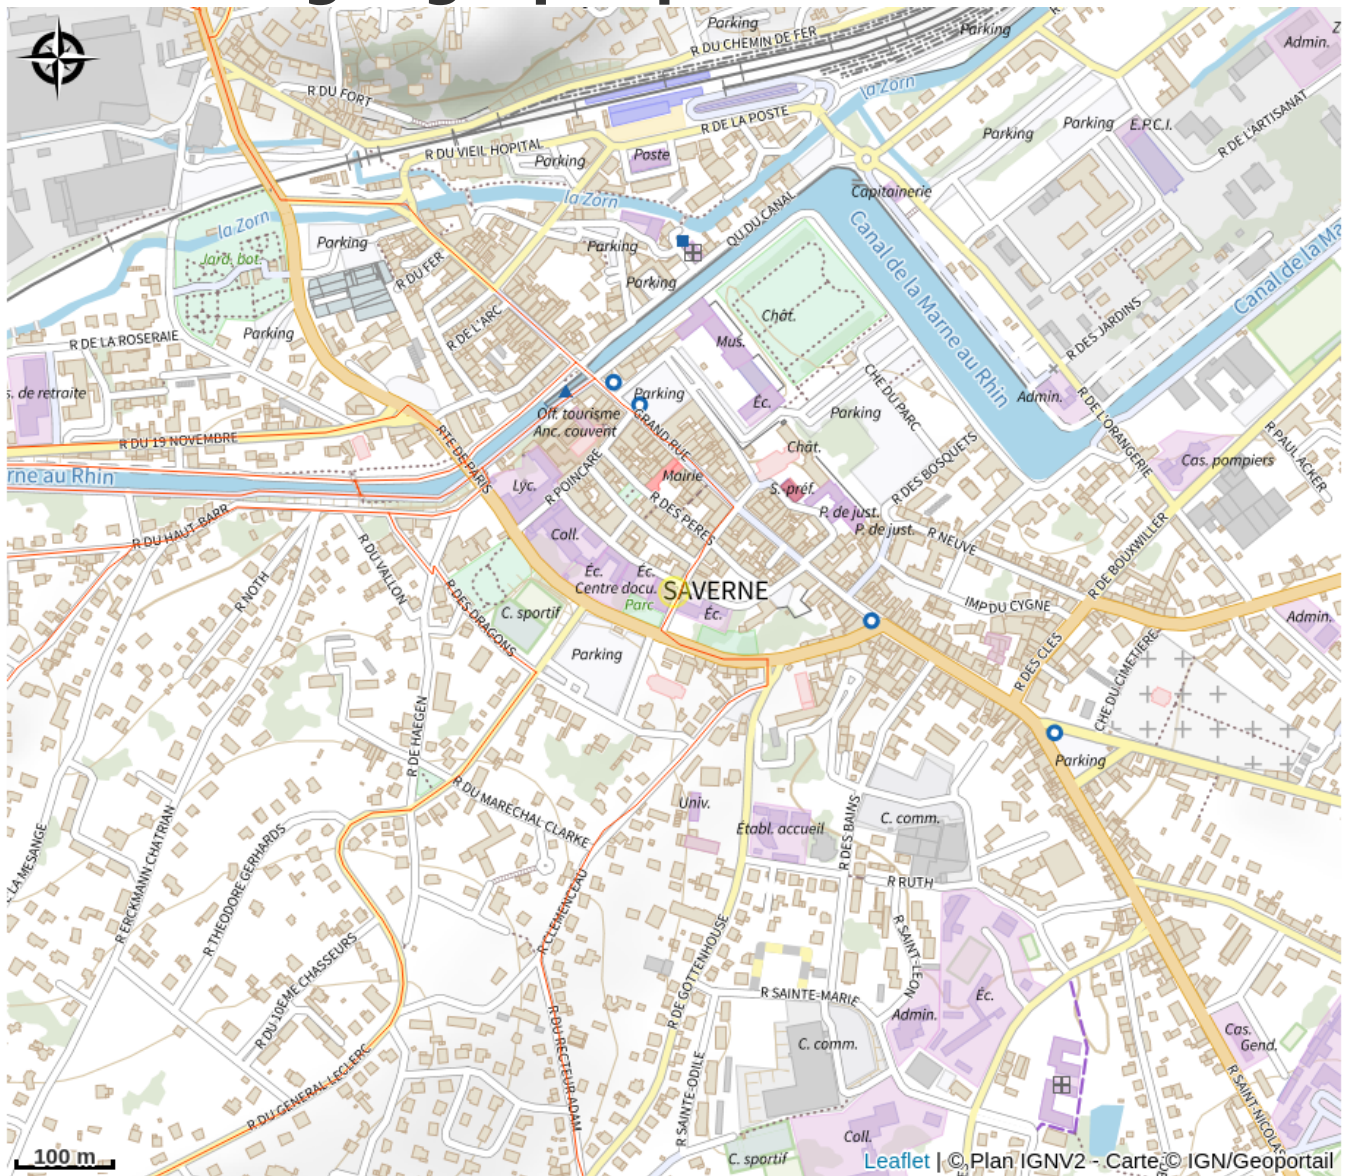 Parking
R DU CHEMIN DE FER
Parking
Admin.
R DU FORT
la Zorn
R DE LA POSTE
Parking
Parking
E.P.C.I.
R DE L'ARTISANAT
R DU VIEIL HOPITAL
Parking
Poste
la Zorn
Capitainerie
la Zorn
Jard. bot.
Parking
Parking
QU DU CANAL
R DU FER
Parking
Canal de la Marne au Rhin
Canal de la Ma
Chât.
R DE L'ARC
R DE LA ROSERAIE
Parking
Mus.
R DES JARDINS
s. de retraite
Parking
Éc.
CHE DU PARC
Admin.
R DE L'ORANGERIE
Off. tourisme
Anc. couvent
GRAND RUE
Parking
R DU 19 NOVEMBRE
RTE DE PARIS
Chât.
R PAUL ACKER
rne au Rhin
Lyc.
R POINCARE
Mairie
S.-préf.
R DES BOSQUETS
Cas. pompiers
R DU HAUT-BARR
R DES PERES
P. de just.
P. de just.
R NEUVE
Coll.
R DE BOUXWILLER
R DU VALLON
R NOTH
Éc.
Éc.
Centre docu.
SAVERNE
R DES DRAGONS
C. sportif
Parc
Éc.
IMP DU CYGNE
Admin.
Parking
R DES CLES
CHE DU CIMETIERE
R DE HAEGEN
Parking
R DU MARECHAL CLARKE
Univ.
Établ. accueil
R DES BAINS
C. comm.
R ERCKMANN CHATRIAN
R THEODORE GERHARDS
LA MESANGE
R RUTH
R CLEMENCEAU
R DE GOTTENHOUSE
R SAINT-LEON
R DU 10EME CHASSEURS
R SAINTE-MARIE
Éc.
Admin.
C. comm.
Cas.
Gend.
R DU GENERAL LECLERC
R DU RECTEUR ADAM
R SAINTE-ODILE
R SAINT-NICOLAS
Coll.
C. sportif
100 m
Leaflet | © Plan IGNV2 - Carte © IGN/Geoportail